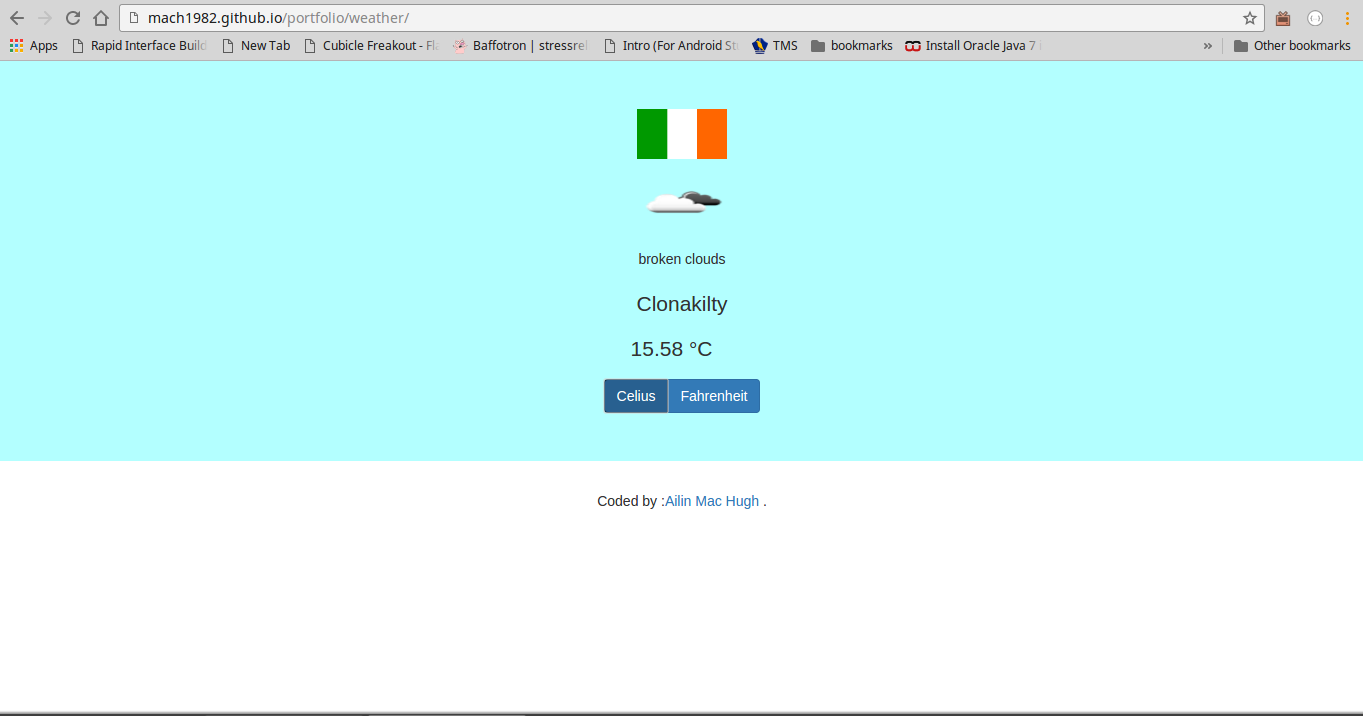 mach1982.github.io/portfolio/weather/
Apps Rapid Interface Build New Tab Cubicle Freakout - Fl Baffotron | stressrel Intro (For Android St TMS bookmarks Install Oracle Java 7 » Other bookmarks
broken clouds
Clonakilty
15.58 °C
Celius Fahrenheit
Coded by :Ailin Mac Hugh .